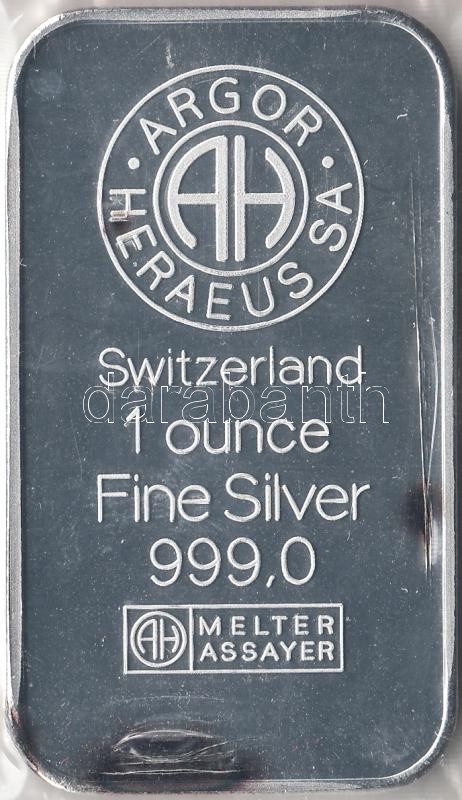 ARGOR
HERAEUS SA
AH
Switzerland
darabanth
1 ounce
Fine Silver
999,0
AH MELTER
ASSAYER